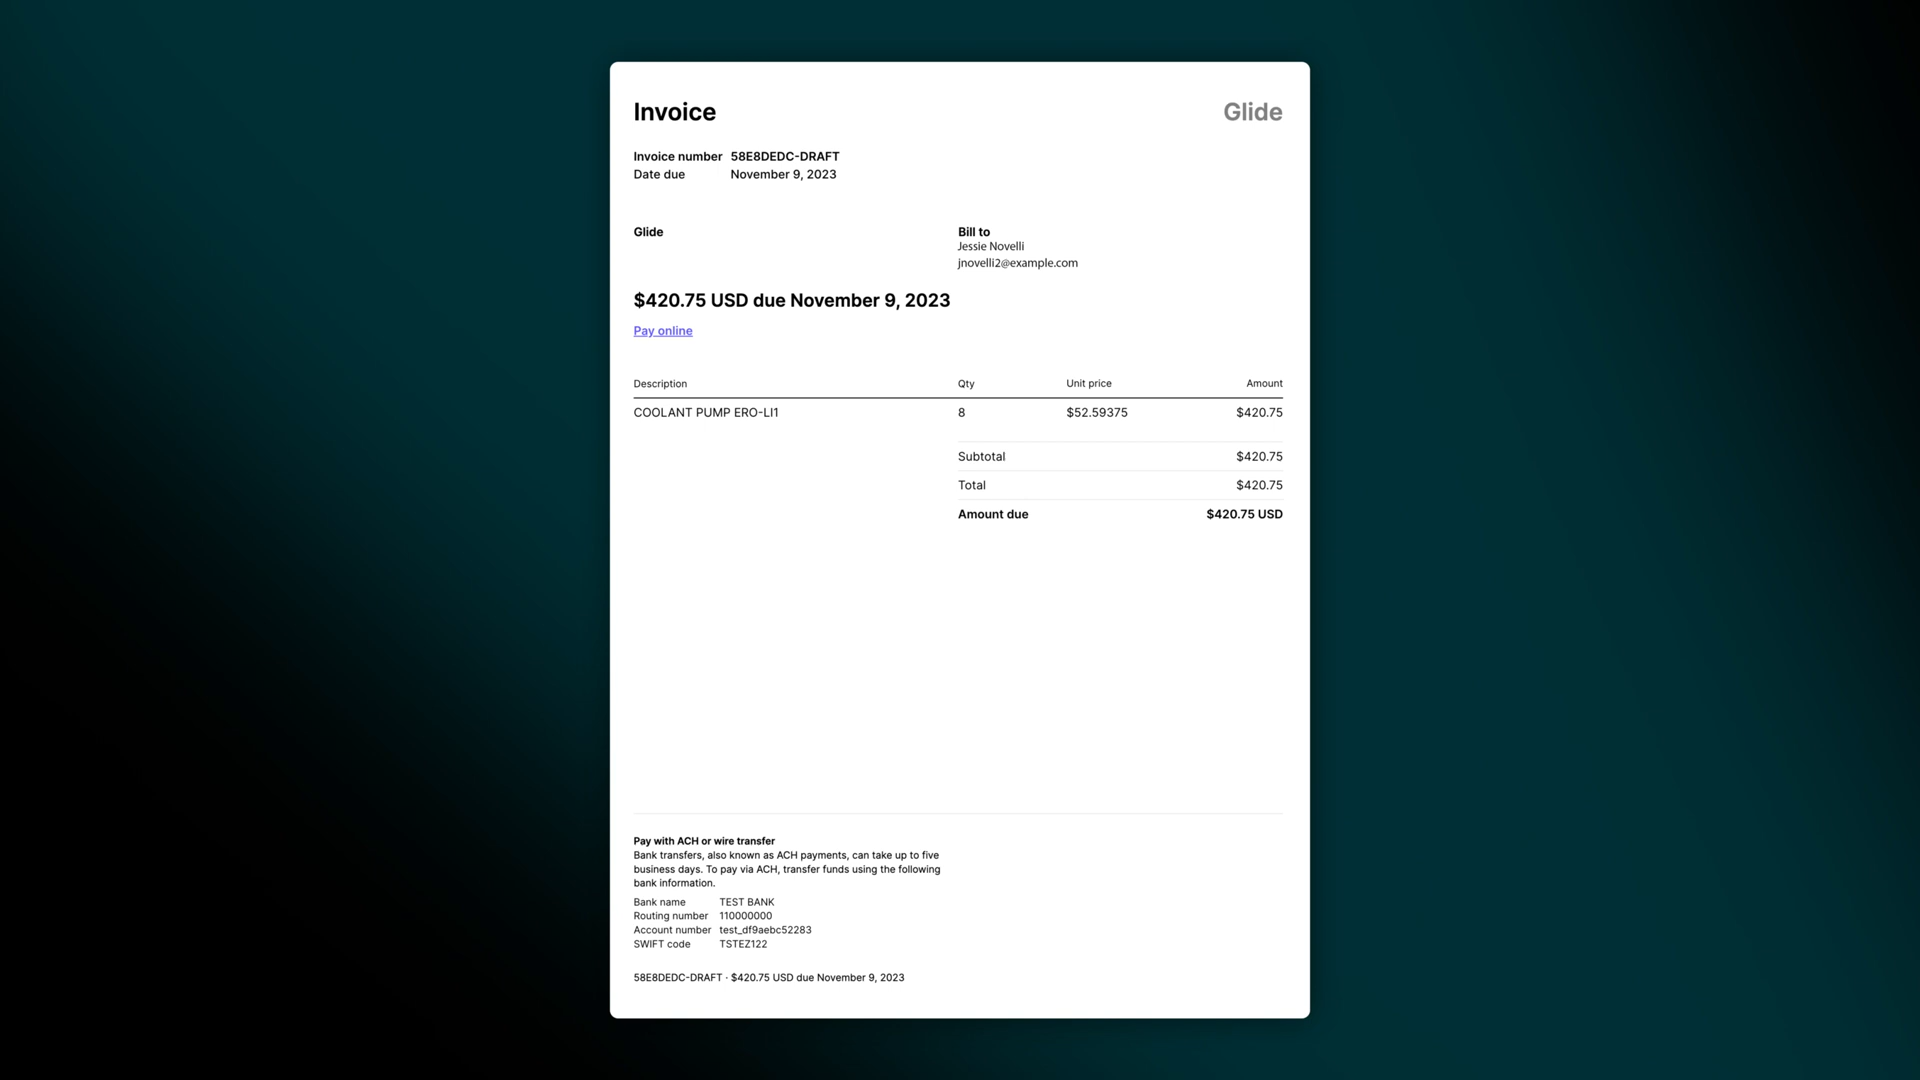 Invoice Glide
Invoice number 58E8DEDC-DRAFT
Date due November 9, 2023
Glide Bill to
Jessie Novelli
jnovelli2@example.com
$420.75 USD due November 9, 2023
Pay online
Description Qty Unit price Amount
COOLANT PUMP ERO-LI1 8 $52.59375 $420.75
Subtotal $420.75
Total $420.75
Amount due $420.75 USD
Pay with ACH or wire transfer
Bank transfers, also known as ACH payments, can take up to five
business days. To pay via ACH, transfer funds using the following
bank information.
Bank name TEST BANK
Routing number 110000000
Account number test_df9aebc52283
SWIFT code TSTEZ122
58E8DEDC-DRAFT · $420.75 USD due November 9, 2023